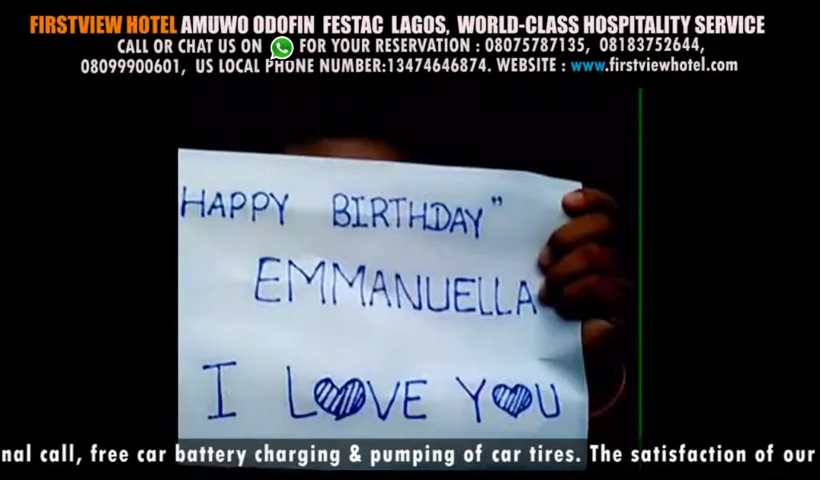 FIRSTVIEW HOTEL AMUWO ODOFIN FESTAC LAGOS, WORLD-CLASS HOSPITALITY SERVICE
CALL OR CHAT US ON FOR YOUR RESERVATION : 08075787135, 08183752644,
08099900601, US LOCAL PHONE NUMBER:13474646874. WEBSITE : www.firstviewhotel.com
HAPPY BIRTHDAY"
EMMANUELLA
I LOVE YOU
nal call, free car battery charging & pumping of car tires. The satisfaction of our